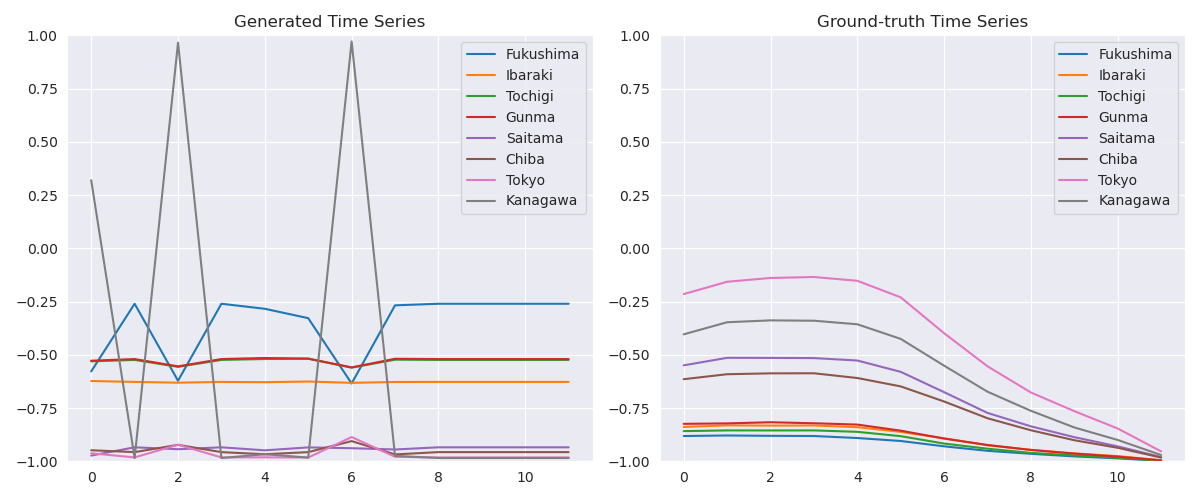 Generated Time Series
1.00
0.75
0.50
0.25
0.00
−0.25
−0.50
−0.75
−1.00
0 2 4 6 8 10
Fukushima
Ibaraki
Tochigi
Gunma
Saitama
Chiba
Tokyo
Kanagawa
Ground-truth Time Series
1.00
0.75
0.50
0.25
0.00
−0.25
−0.50
−0.75
−1.00
0 2 4 6 8 10
Fukushima
Ibaraki
Tochigi
Gunma
Saitama
Chiba
Tokyo
Kanagawa